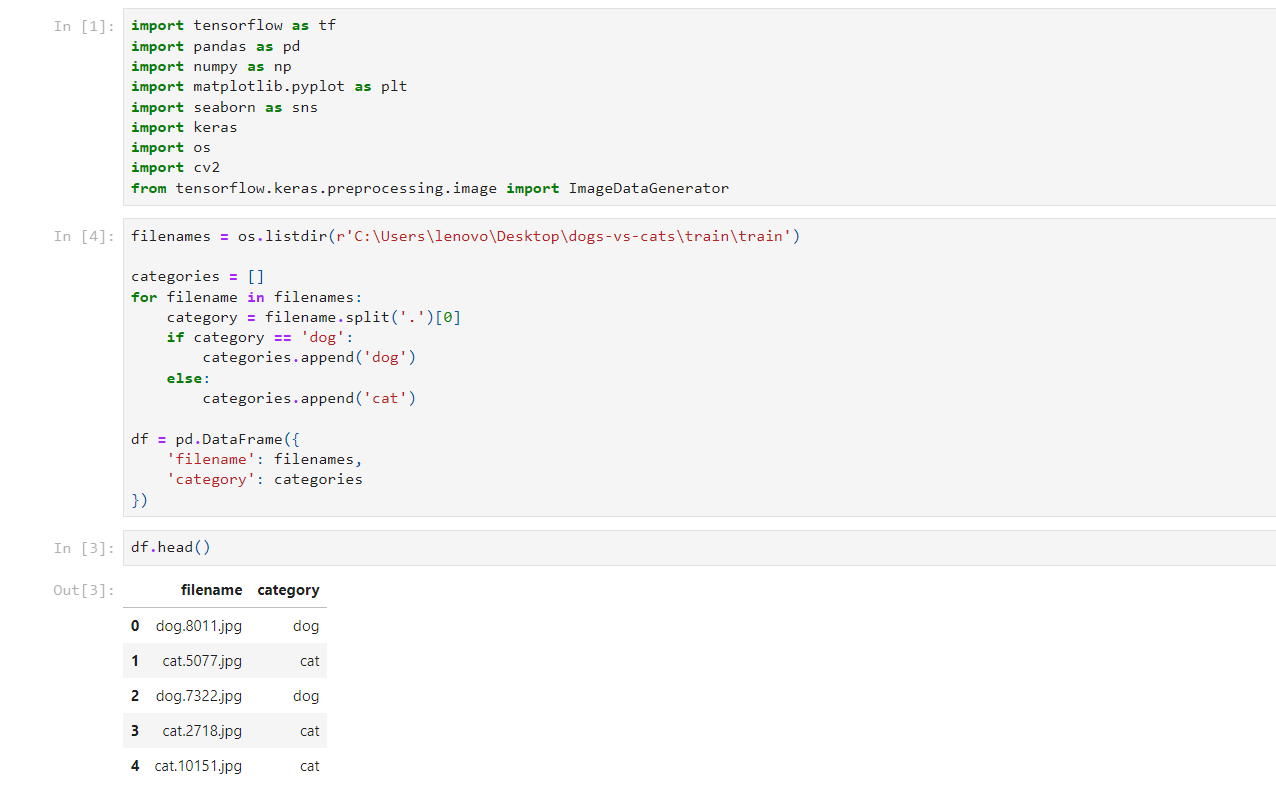 In [1]: import tensorflow as tf
import pandas as pd
import numpy as np
import matplotlib.pyplot as plt
import seaborn as sns
import keras
import os
import cv2
from tensorflow.keras.preprocessing.image import ImageDataGenerator
In [4]: filenames = os.listdir(r'C:\Users\lenovo\Desktop\dogs-vs-cats\train\train')
categories = []
for filename in filenames:
    category = filename.split('.')[0]
    if category == 'dog':
        categories.append('dog')
    else:
        categories.append('cat')
df = pd.DataFrame({
    'filename': filenames,
    'category': categories
})
In [3]: df.head()
Out[3]: filename category
0 dog.8011.jpg dog
1 cat.5077.jpg cat
2 dog.7322.jpg dog
3 cat.2718.jpg cat
4 cat.10151.jpg cat